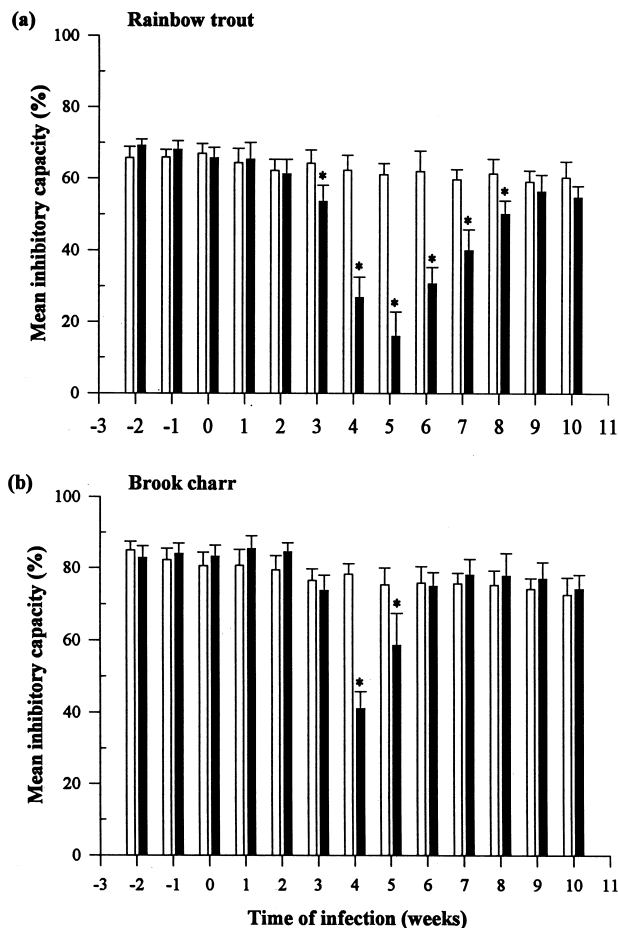 (a) Rainbow trout
100
80
60
40
20
0
Mean inhibitory capacity (%)
* * * * * *
-3 -2 -1 0 1 2 3 4 5 6 7 8 9 10 11
(b) Brook charr
100
80
60
40
20
0
Mean inhibitory capacity (%)
* *
-3 -2 -1 0 1 2 3 4 5 6 7 8 9 10 11
Time of infection (weeks)